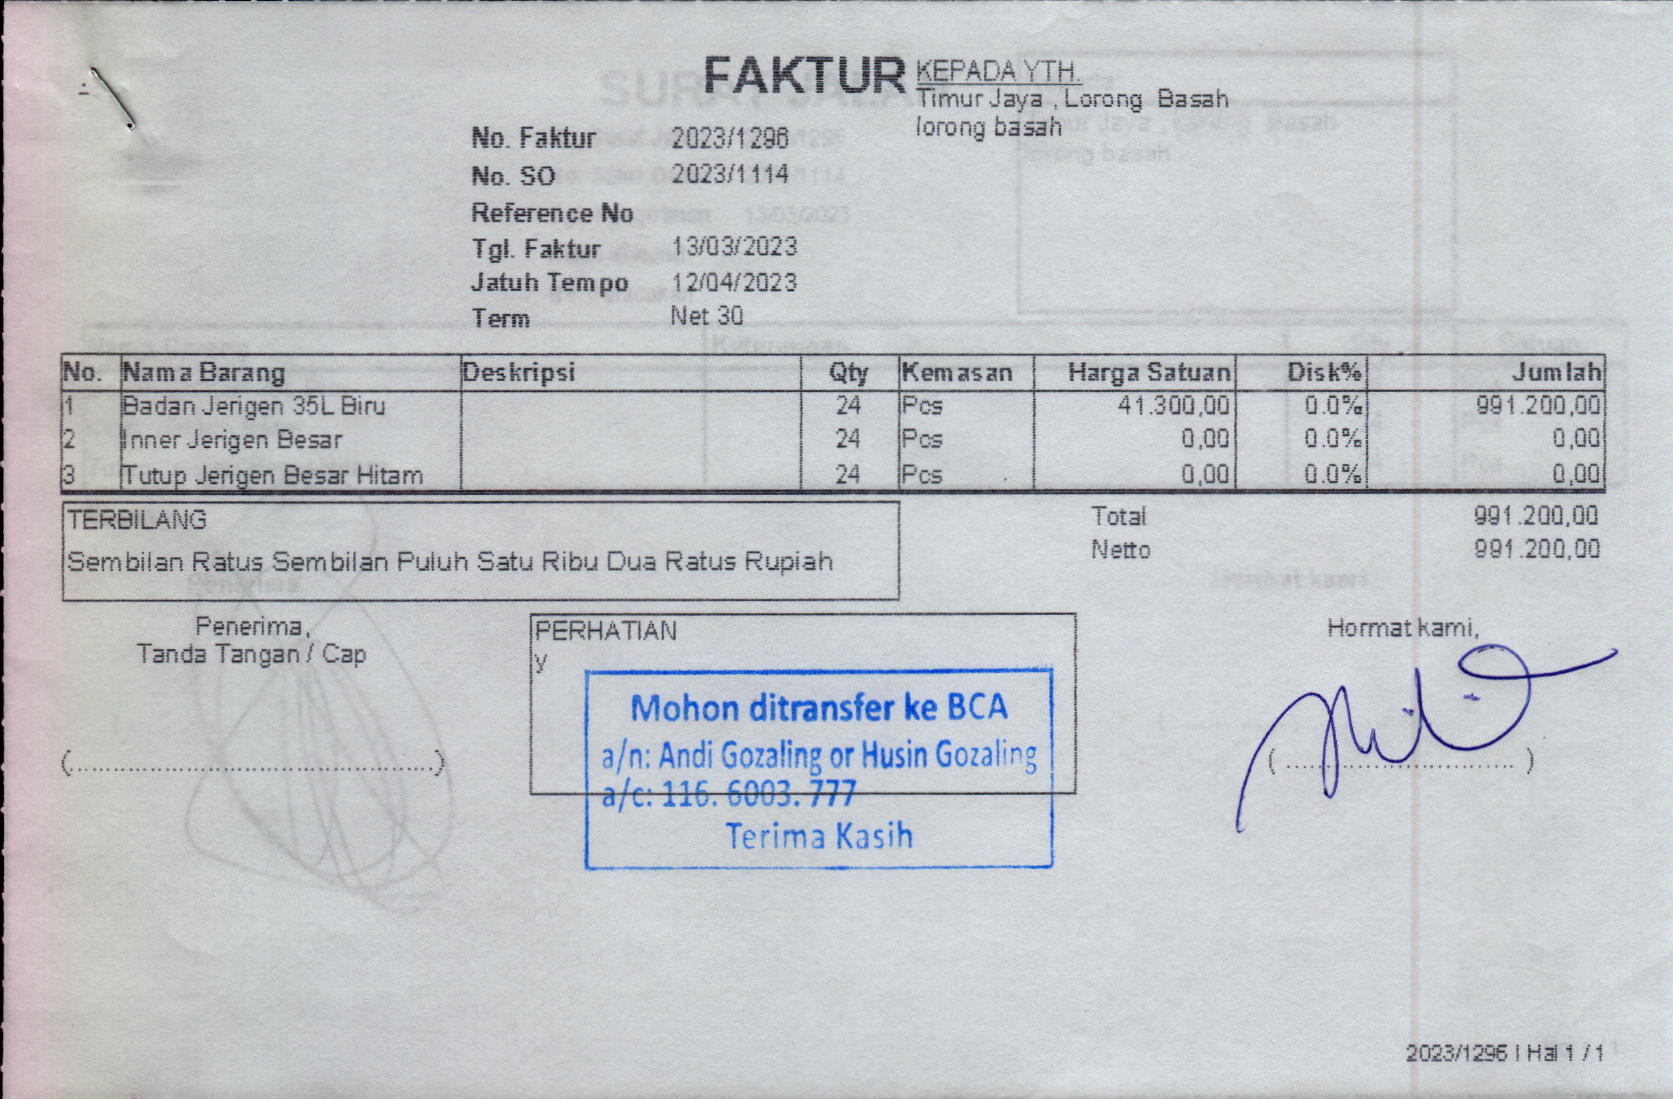 FAKTUR
KEPADA YTH.
Timur Jaya , Lorong Basah
lorong basah
No. Faktur 2023/1296
No. SO 2023/1114
Reference No
Tgl. Faktur 13/03/2023
Jatuh Tempo 12/04/2023
Term Net 30
No. Nama Barang Deskripsi Qty Kemasan Harga Satuan Disk% Jumlah
1 Badan Jerigen 35L Biru 24 Pcs 41.300,00 0.0% 991.200,00
2 Inner Jerigen Besar 24 Pcs 0,00 0.0% 0,00
3 Tutup Jerigen Besar Hitam 24 Pcs 0,00 0.0% 0,00
TERBILANG
Sembilan Ratus Sembilan Puluh Satu Ribu Dua Ratus Rupiah
Total 991.200,00
Netto 991.200,00
Penerima,
Tanda Tangan / Cap
(........................................)
PERHATIAN
y
Mohon ditransfer ke BCA
a/n: Andi Gozaling or Husin Gozaling
a/c: 116. 6003. 777
Terima Kasih
Hormat kami,
(..............................)
2023/1296 | Hal 1 / 1